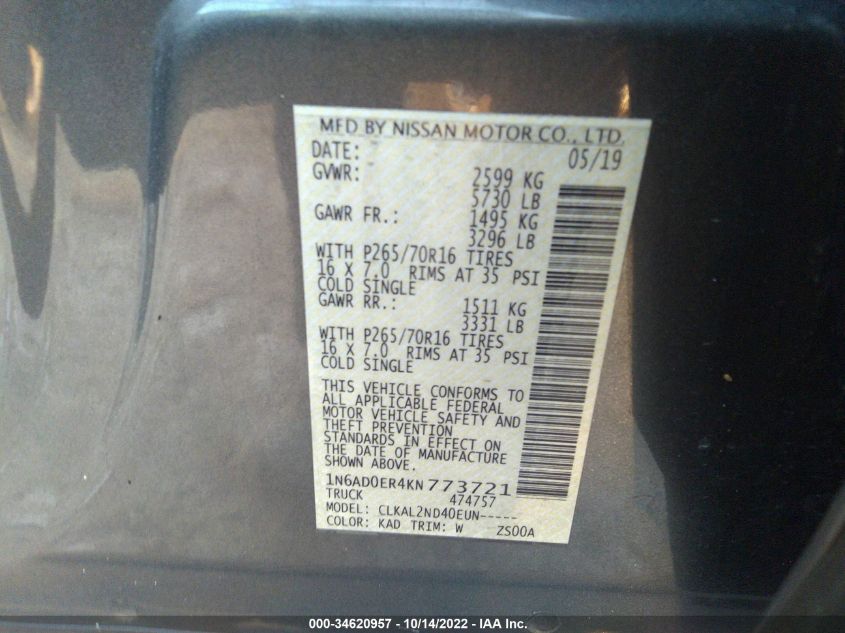 MFD BY NISSAN MOTOR CO., LTD.
DATE: 05/19
GVWR: 2599 KG
5730 LB
GAWR FR.: 1495 KG
3296 LB
WITH P265/70R16 TIRES
16 X 7.0 RIMS AT 35 PSI
COLD SINGLE
GAWR RR.: 1511 KG
3331 LB
WITH P265/70R16 TIRES
16 X 7.0 RIMS AT 35 PSI
COLD SINGLE
THIS VEHICLE CONFORMS TO
ALL APPLICABLE FEDERAL
MOTOR VEHICLE SAFETY AND
THEFT PREVENTION
STANDARDS IN EFFECT ON
THE DATE OF MANUFACTURE
SHOWN ABOVE.
1N6AD0ER4KN773721
TRUCK 474757
MODEL: CLKAL2ND40EUN-----
COLOR: KAD TRIM: W ZS00A
000-34620957 - 10/14/2022 - IAA Inc.